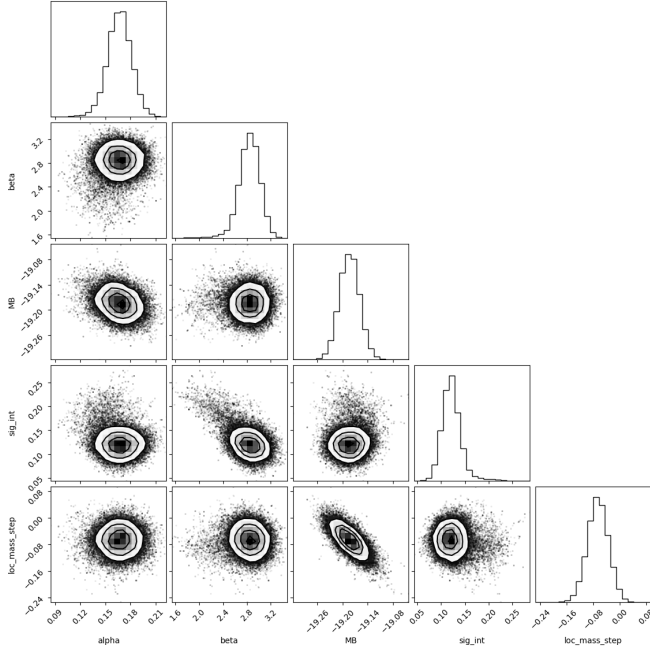 beta
3.2
2.8
2.4
2.0
1.6
MB
−19.08
−19.14
−19.20
−19.26
sig_int
0.25
0.20
0.15
0.10
0.05
loc_mass_step
0.08
0.00
−0.08
−0.16
−0.24
0.09 0.12 0.15 0.18 0.21
1.6 2.0 2.4 2.8 3.2
−19.26 −19.20 −19.14 −19.08
0.05 0.10 0.15 0.20 0.25
−0.24 −0.16 −0.08 0.00 0.08
alpha beta MB sig_int loc_mass_step